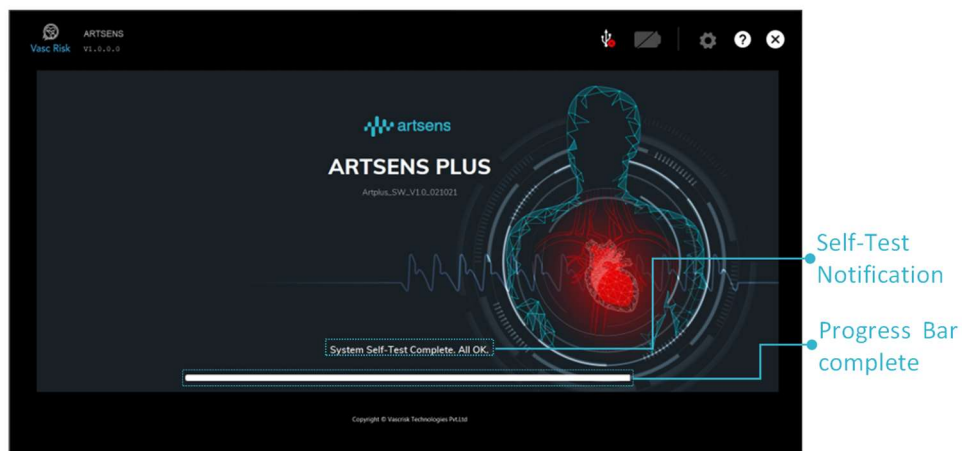 Vasc Risk
ARTSENS
V1.0.0.0
?
artsens
ARTSENS PLUS
Artplus_SW_V1.0_021021
Self-Test
Notification
System Self-Test Complete. All OK.
Progress Bar
complete
Copyright © Vascrisk Technologies Pvt.Ltd